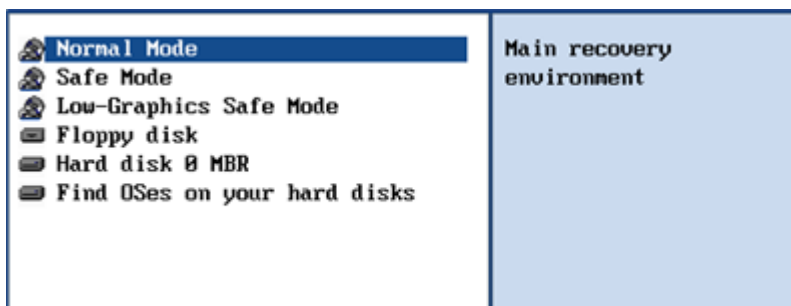 Normal Mode
Safe Mode
Low-Graphics Safe Mode
Floppy disk
Hard disk 0 MBR
Find OSes on your hard disks
Main recovery
environment